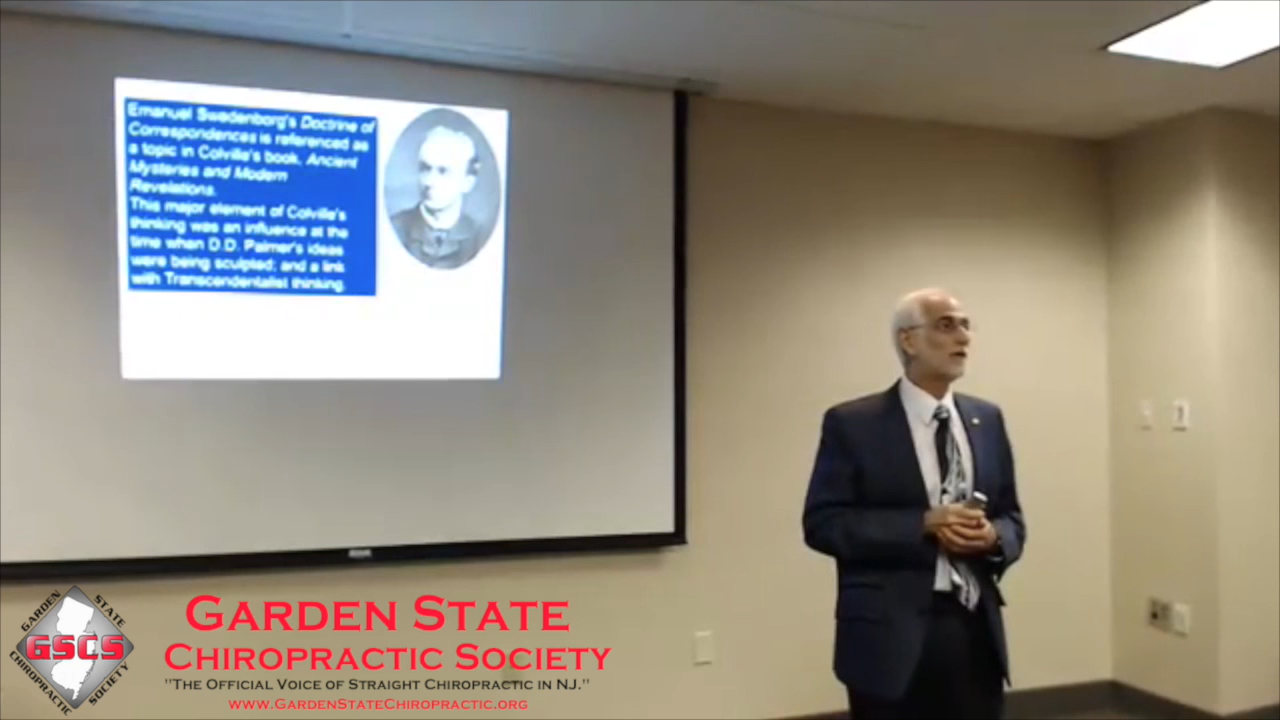 Emanuel Swedenborg's Doctrine of
Correspondences is referenced as
a topic in Colville's book, Ancient
Mysteries and Modern
Revelations.
This major element of Colville's
thinking was an influence at the
time when D.D. Palmer's ideas
were being sculpted; and a link
with Transcendentalist thinking.
GARDEN STATE
GSCS
CHIROPRACTIC SOCIETY
GARDEN STATE
CHIROPRACTIC SOCIETY
"THE OFFICIAL VOICE OF STRAIGHT CHIROPRACTIC IN NJ."
WWW.GARDENSTATECHIROPRACTIC.ORG